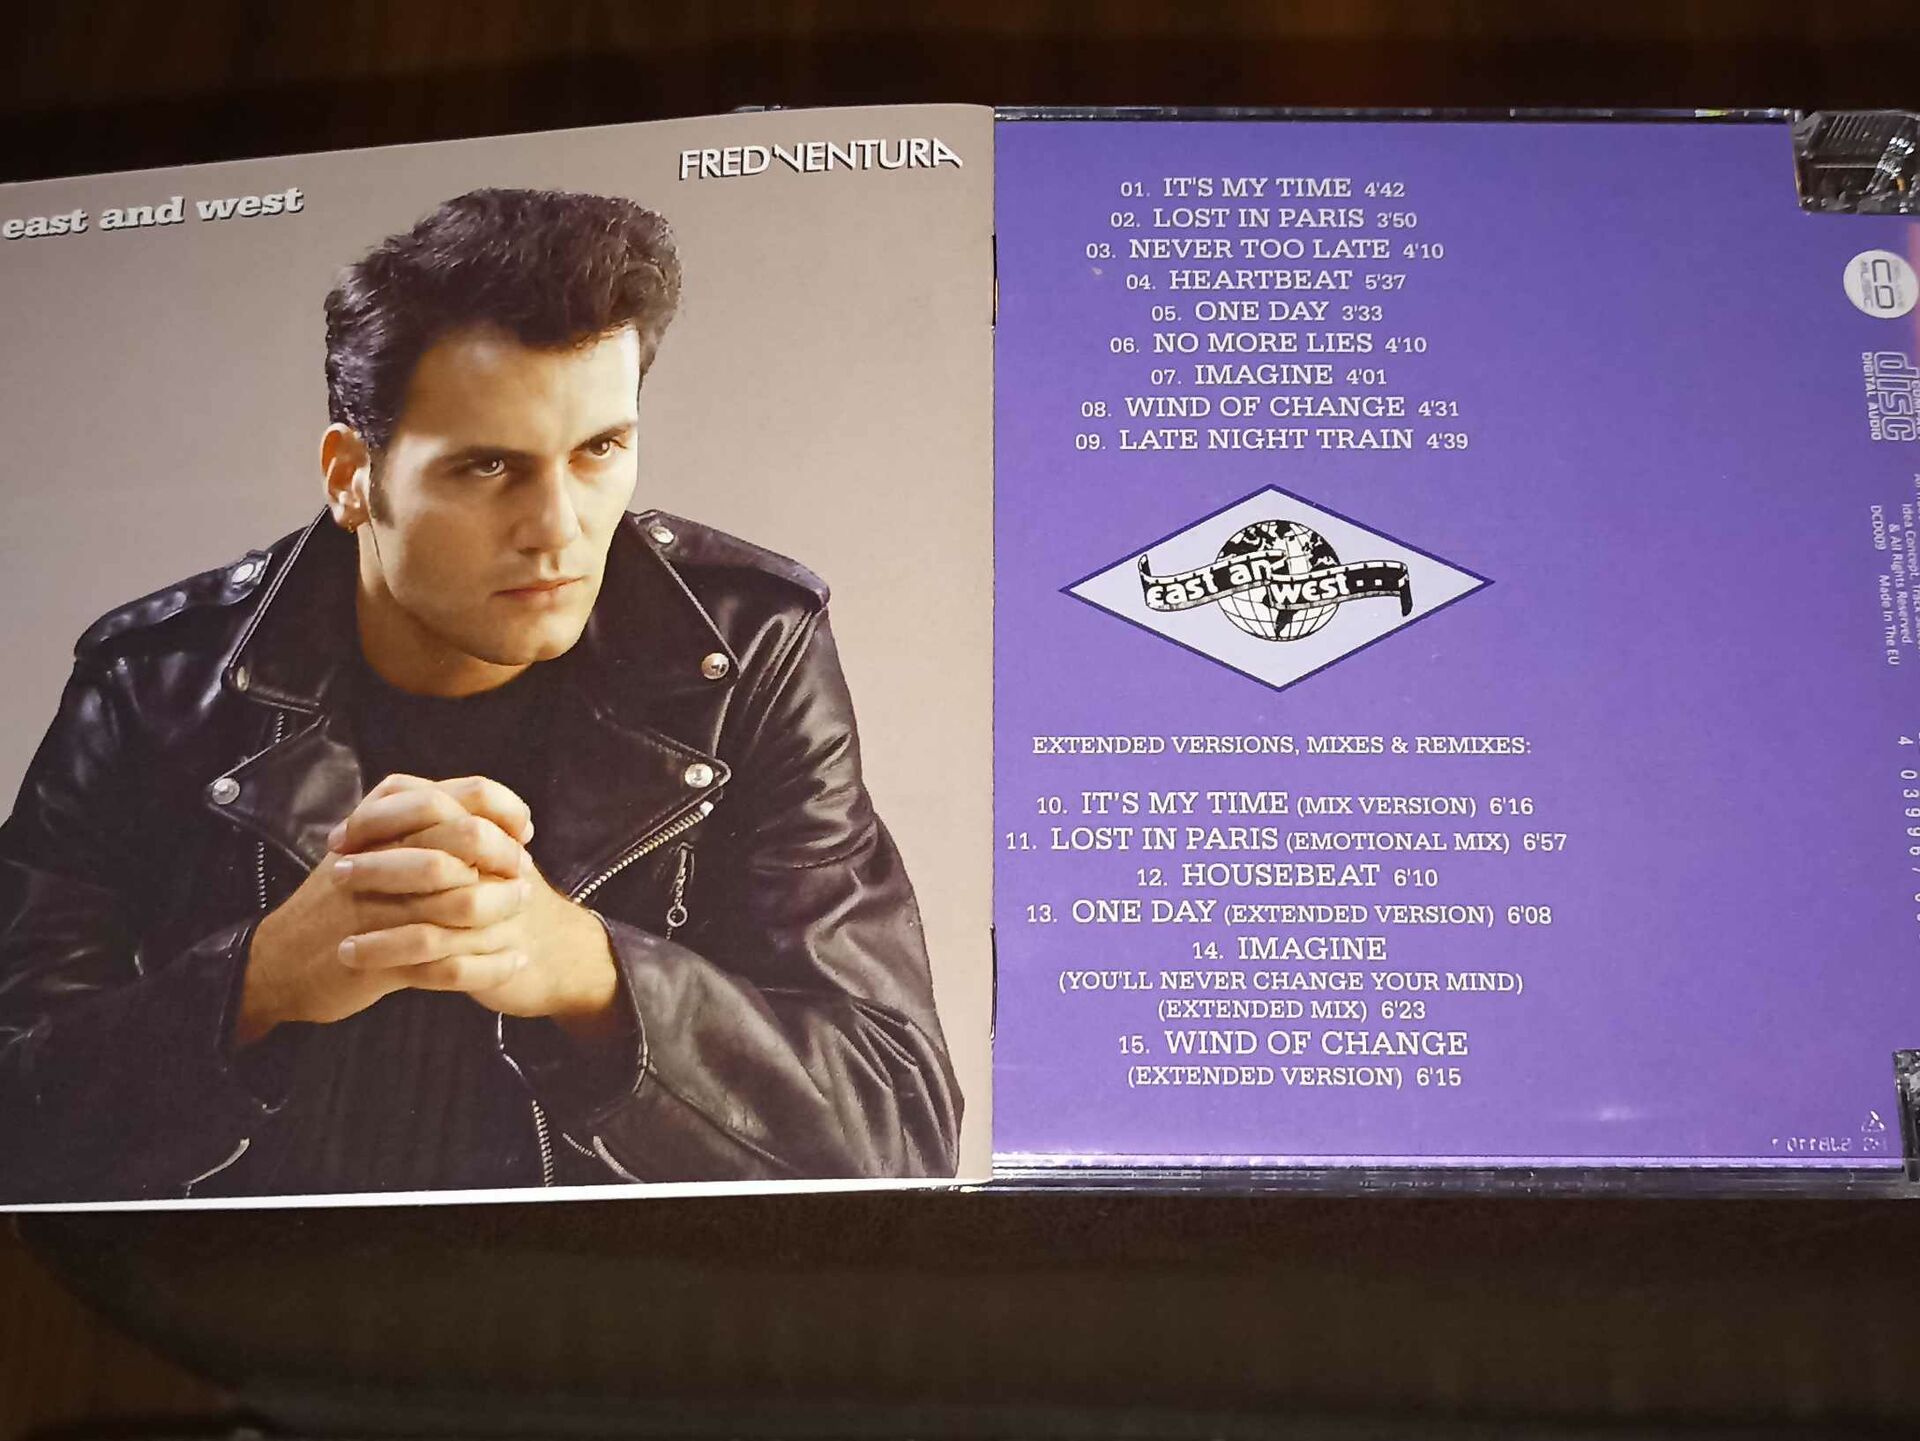 east and west
FRED VENTURA
01. IT'S MY TIME 4'42
02. LOST IN PARIS 3'50
03. NEVER TOO LATE 4'10
04. HEARTBEAT 5'37
05. ONE DAY 3'33
06. NO MORE LIES 4'10
07. IMAGINE 4'01
08. WIND OF CHANGE 4'31
09. LATE NIGHT TRAIN 4'39
east and west...
EXTENDED VERSIONS, MIXES & REMIXES:
10. IT'S MY TIME (MIX VERSION) 6'16
11. LOST IN PARIS (EMOTIONAL MIX) 6'57
12. HOUSEBEAT 6'10
13. ONE DAY (EXTENDED VERSION) 6'08
14. IMAGINE
(YOU'LL NEVER CHANGE YOUR MIND)
(EXTENDED MIX) 6'23
15. WIND OF CHANGE
(EXTENDED VERSION) 6'15
CD
MUSIC
disc
DIGITAL AUDIO
Idea Concept, 
& All Rights Reserved.
DCD009 Made In The EU